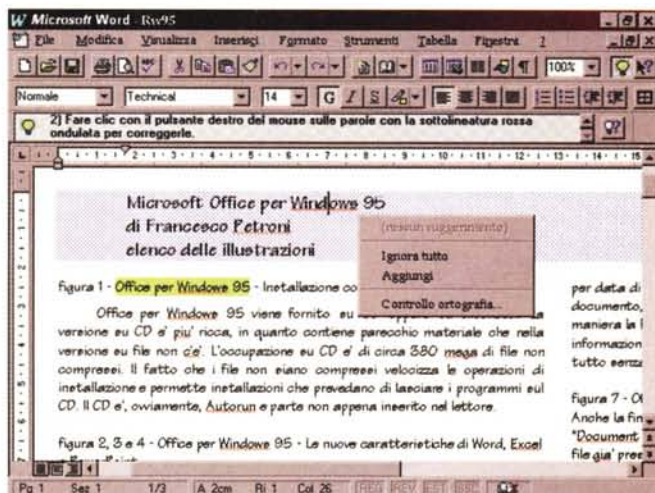 Microsoft Word - Rw95
File Modifica Visualizza Inserisci Formato Strumenti Tabella Finestra ?
100%
Normale Technical 14 G I S
2) Fare clic con il pulsante destro del mouse sulle parole con la sottolineatura rossa
ondulata per correggerle.
Microsoft Office per Windows 95
di Francesco Petroni
elenco delle illustrazioni
(nessun suggerimento)
Ignora tutto
Aggiungi
Controllo ortografia...
figura 1 - Office per Windows 95 - Installazione
Office per Windows 95 viene fornito su
versione su CD e' piu' ricca, in quanto contiene parecchio materiale che nella
versione su file non c'e'. L'occupazione su CD e' di circa 380 mega di file non
compressi. Il fatto che i file non siano compressi velocizza le operazioni di
installazione e permette installazioni che prevedano di lasciare i programmi sul
CD. Il CD e', ovviamente, Autorun e parte non appena inserito nel lettore.
figura 2, 3 e 4 - Office per Windows 95 - Le nuove caratteristiche di Word, Excel
per data di
documento,
maniera la
informazion
tutto senza
figura 7 - Of
Anche la fin
"Document
file gia' pres
Pg 1 Sez 1 1/3 A 2cm Ri 1 Col 26 REG REV EST SSC